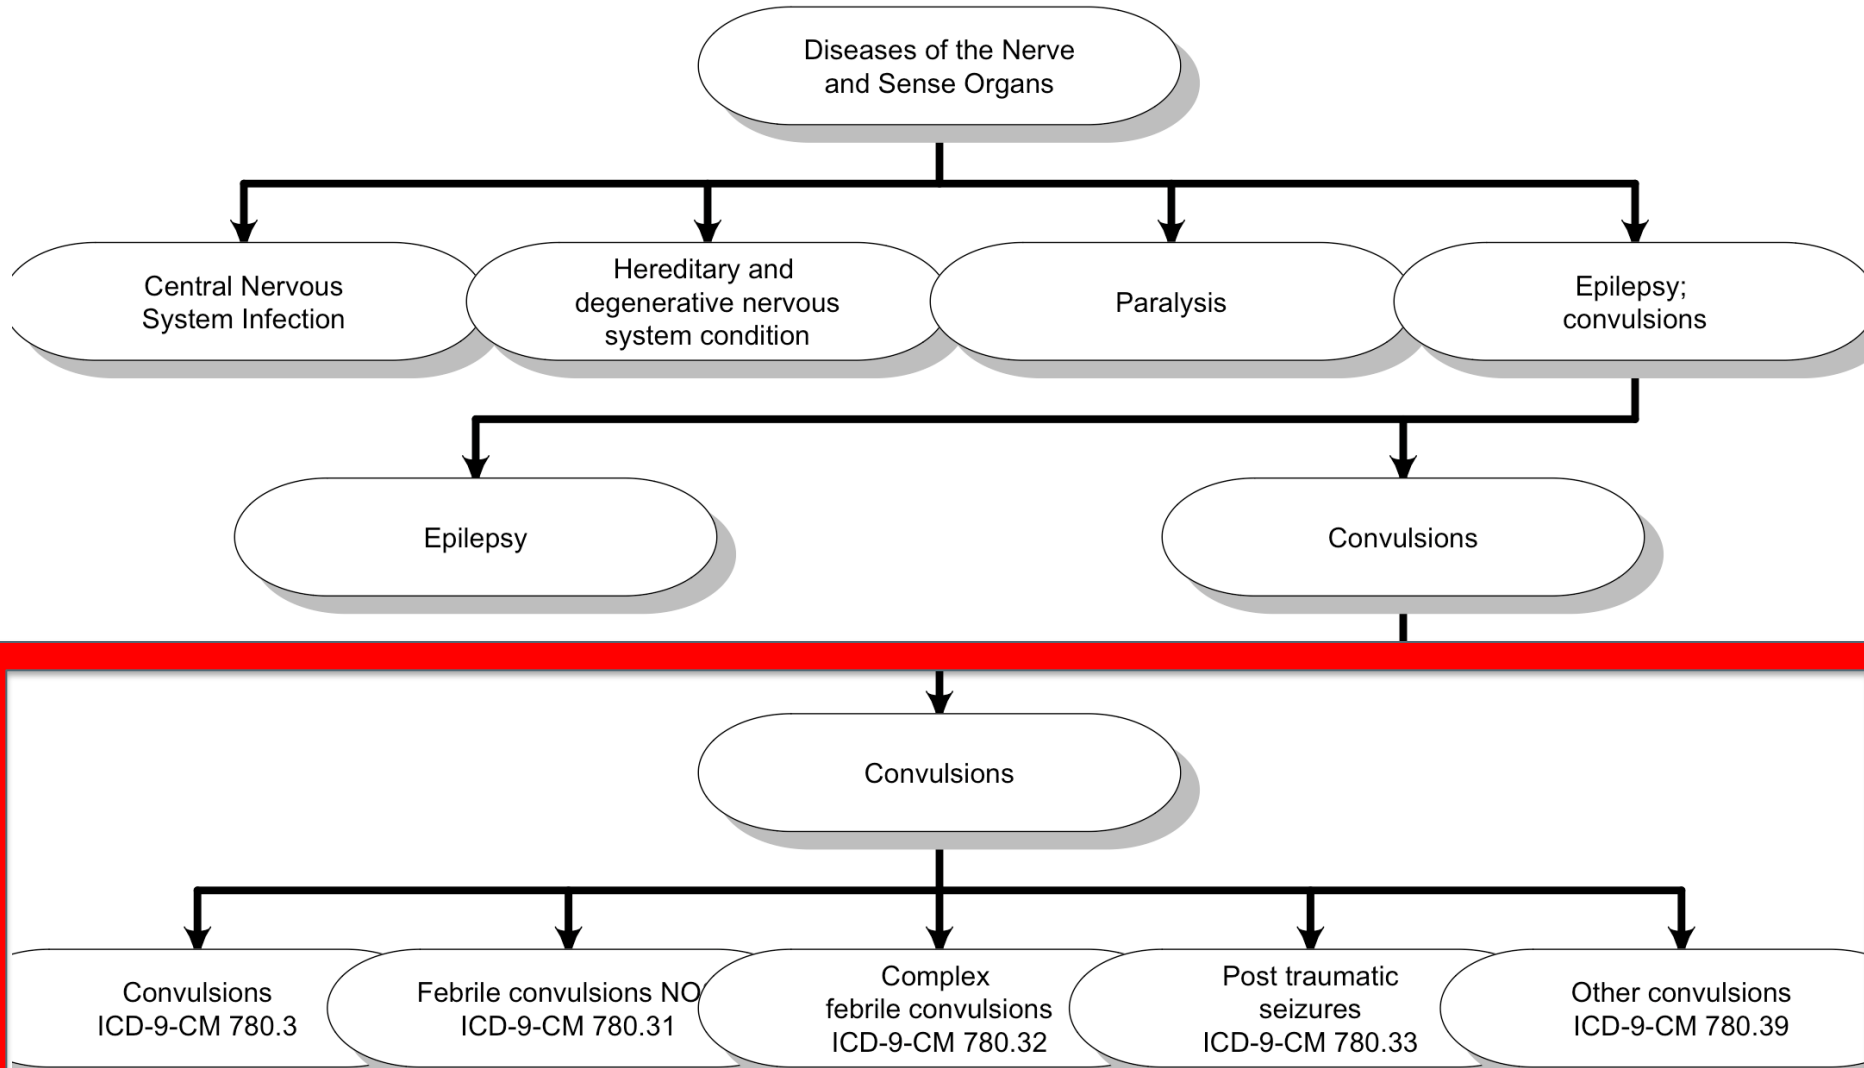 Diseases of the Nerve
and Sense Organs
Central Nervous
System Infection
Hereditary and
degenerative nervous
system condition
Paralysis
Epilepsy;
convulsions
Epilepsy
Convulsions
Convulsions
Convulsions
ICD-9-CM 780.3
Febrile convulsions NO
ICD-9-CM 780.31
Complex
febrile convulsions
ICD-9-CM 780.32
Post traumatic
seizures
ICD-9-CM 780.33
Other convulsions
ICD-9-CM 780.39